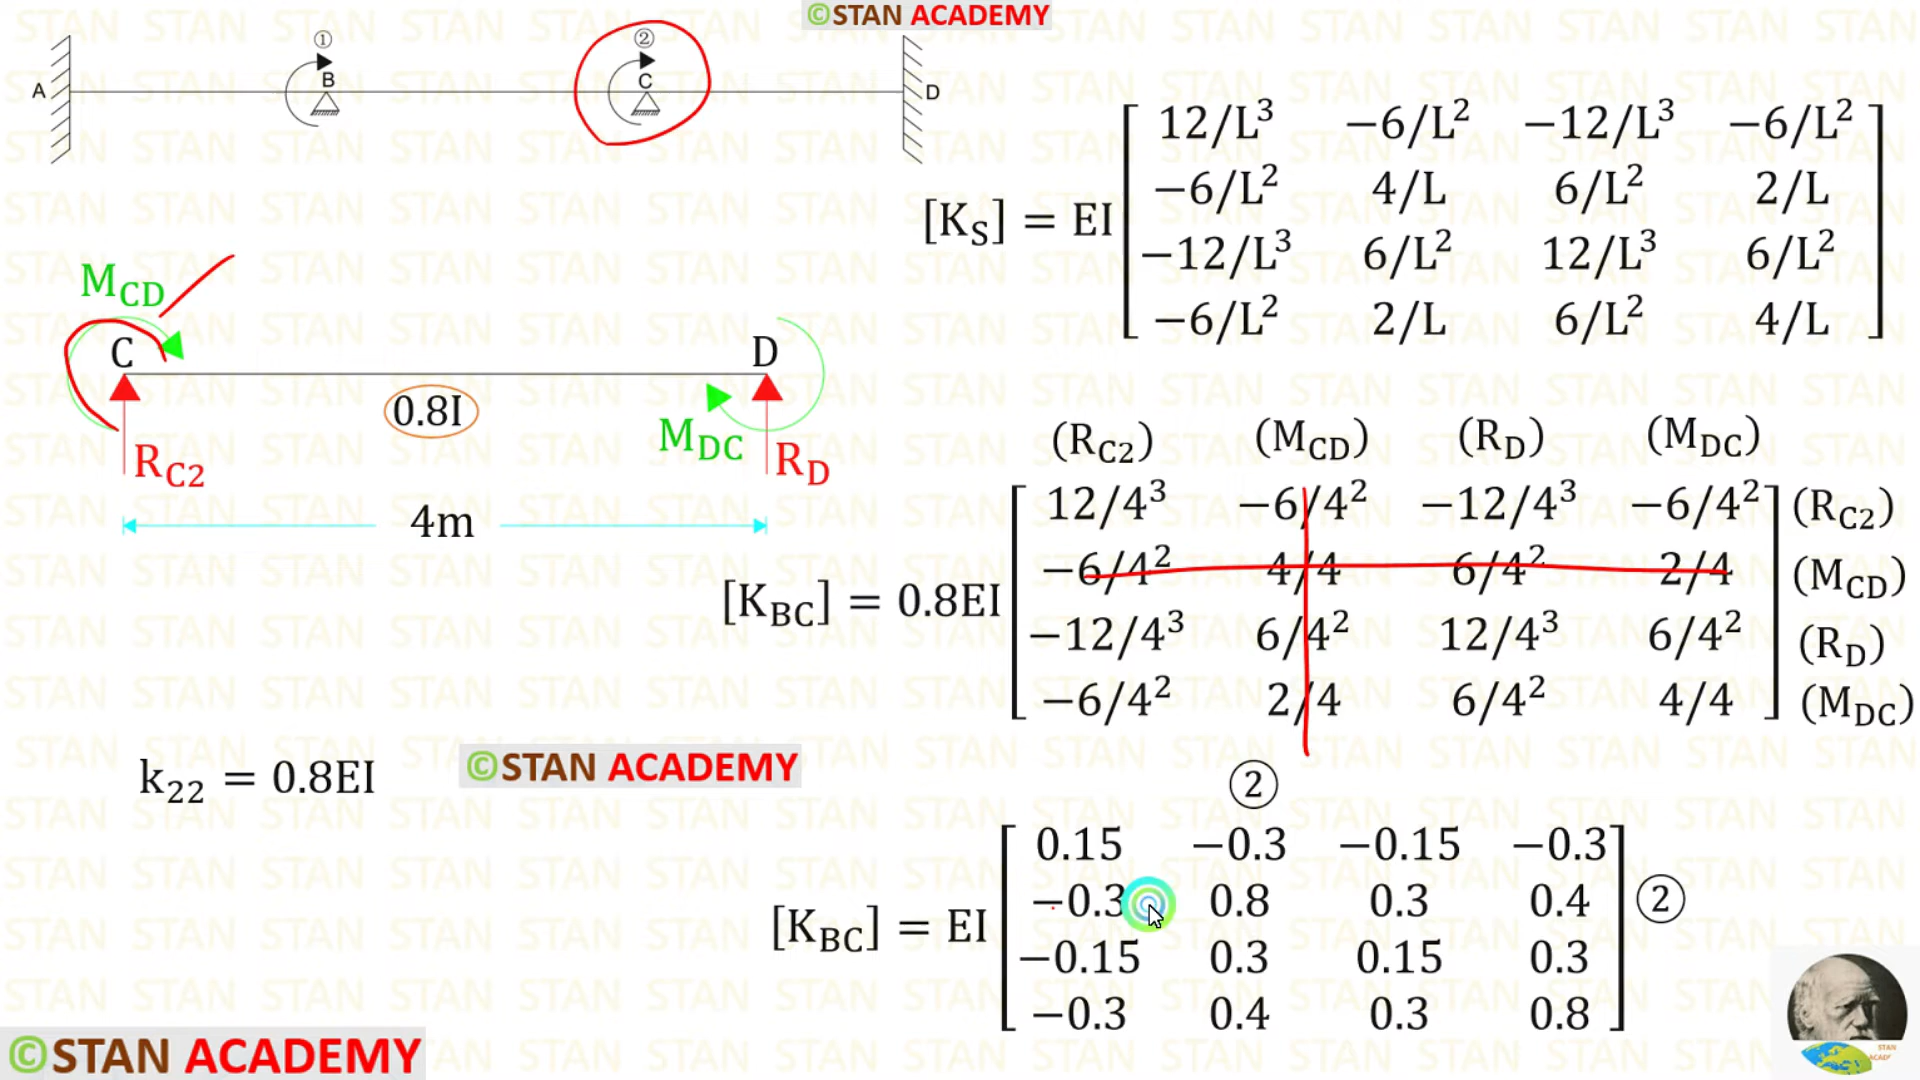 ©STAN ACADEMY
① ②
A B C D
[K_S] = EI
12/L³ −6/L² −12/L³ −6/L²
−6/L² 4/L 6/L² 2/L
−12/L³ 6/L² 12/L³ 6/L²
−6/L² 2/L 6/L² 4/L
M_CD
C D
0.8I
M_DC
R_C2 R_D
4m
(R_C2) (M_CD) (R_D) (M_DC)
12/4³ −6/4² −12/4³ −6/4² (R_C2)
−6/4² 4/4 6/4² 2/4 (M_CD)
[K_BC] = 0.8EI
−12/4³ 6/4² 12/4³ 6/4² (R_D)
−6/4² 2/4 6/4² 4/4 (M_DC)
k₂₂ = 0.8EI
©STAN ACADEMY
②
0.15 −0.3 −0.15 −0.3
−0.3 0.8 0.3 0.4 ②
[K_BC] = EI
−0.15 0.3 0.15 0.3
−0.3 0.4 0.3 0.8
©STAN ACADEMY
STAN